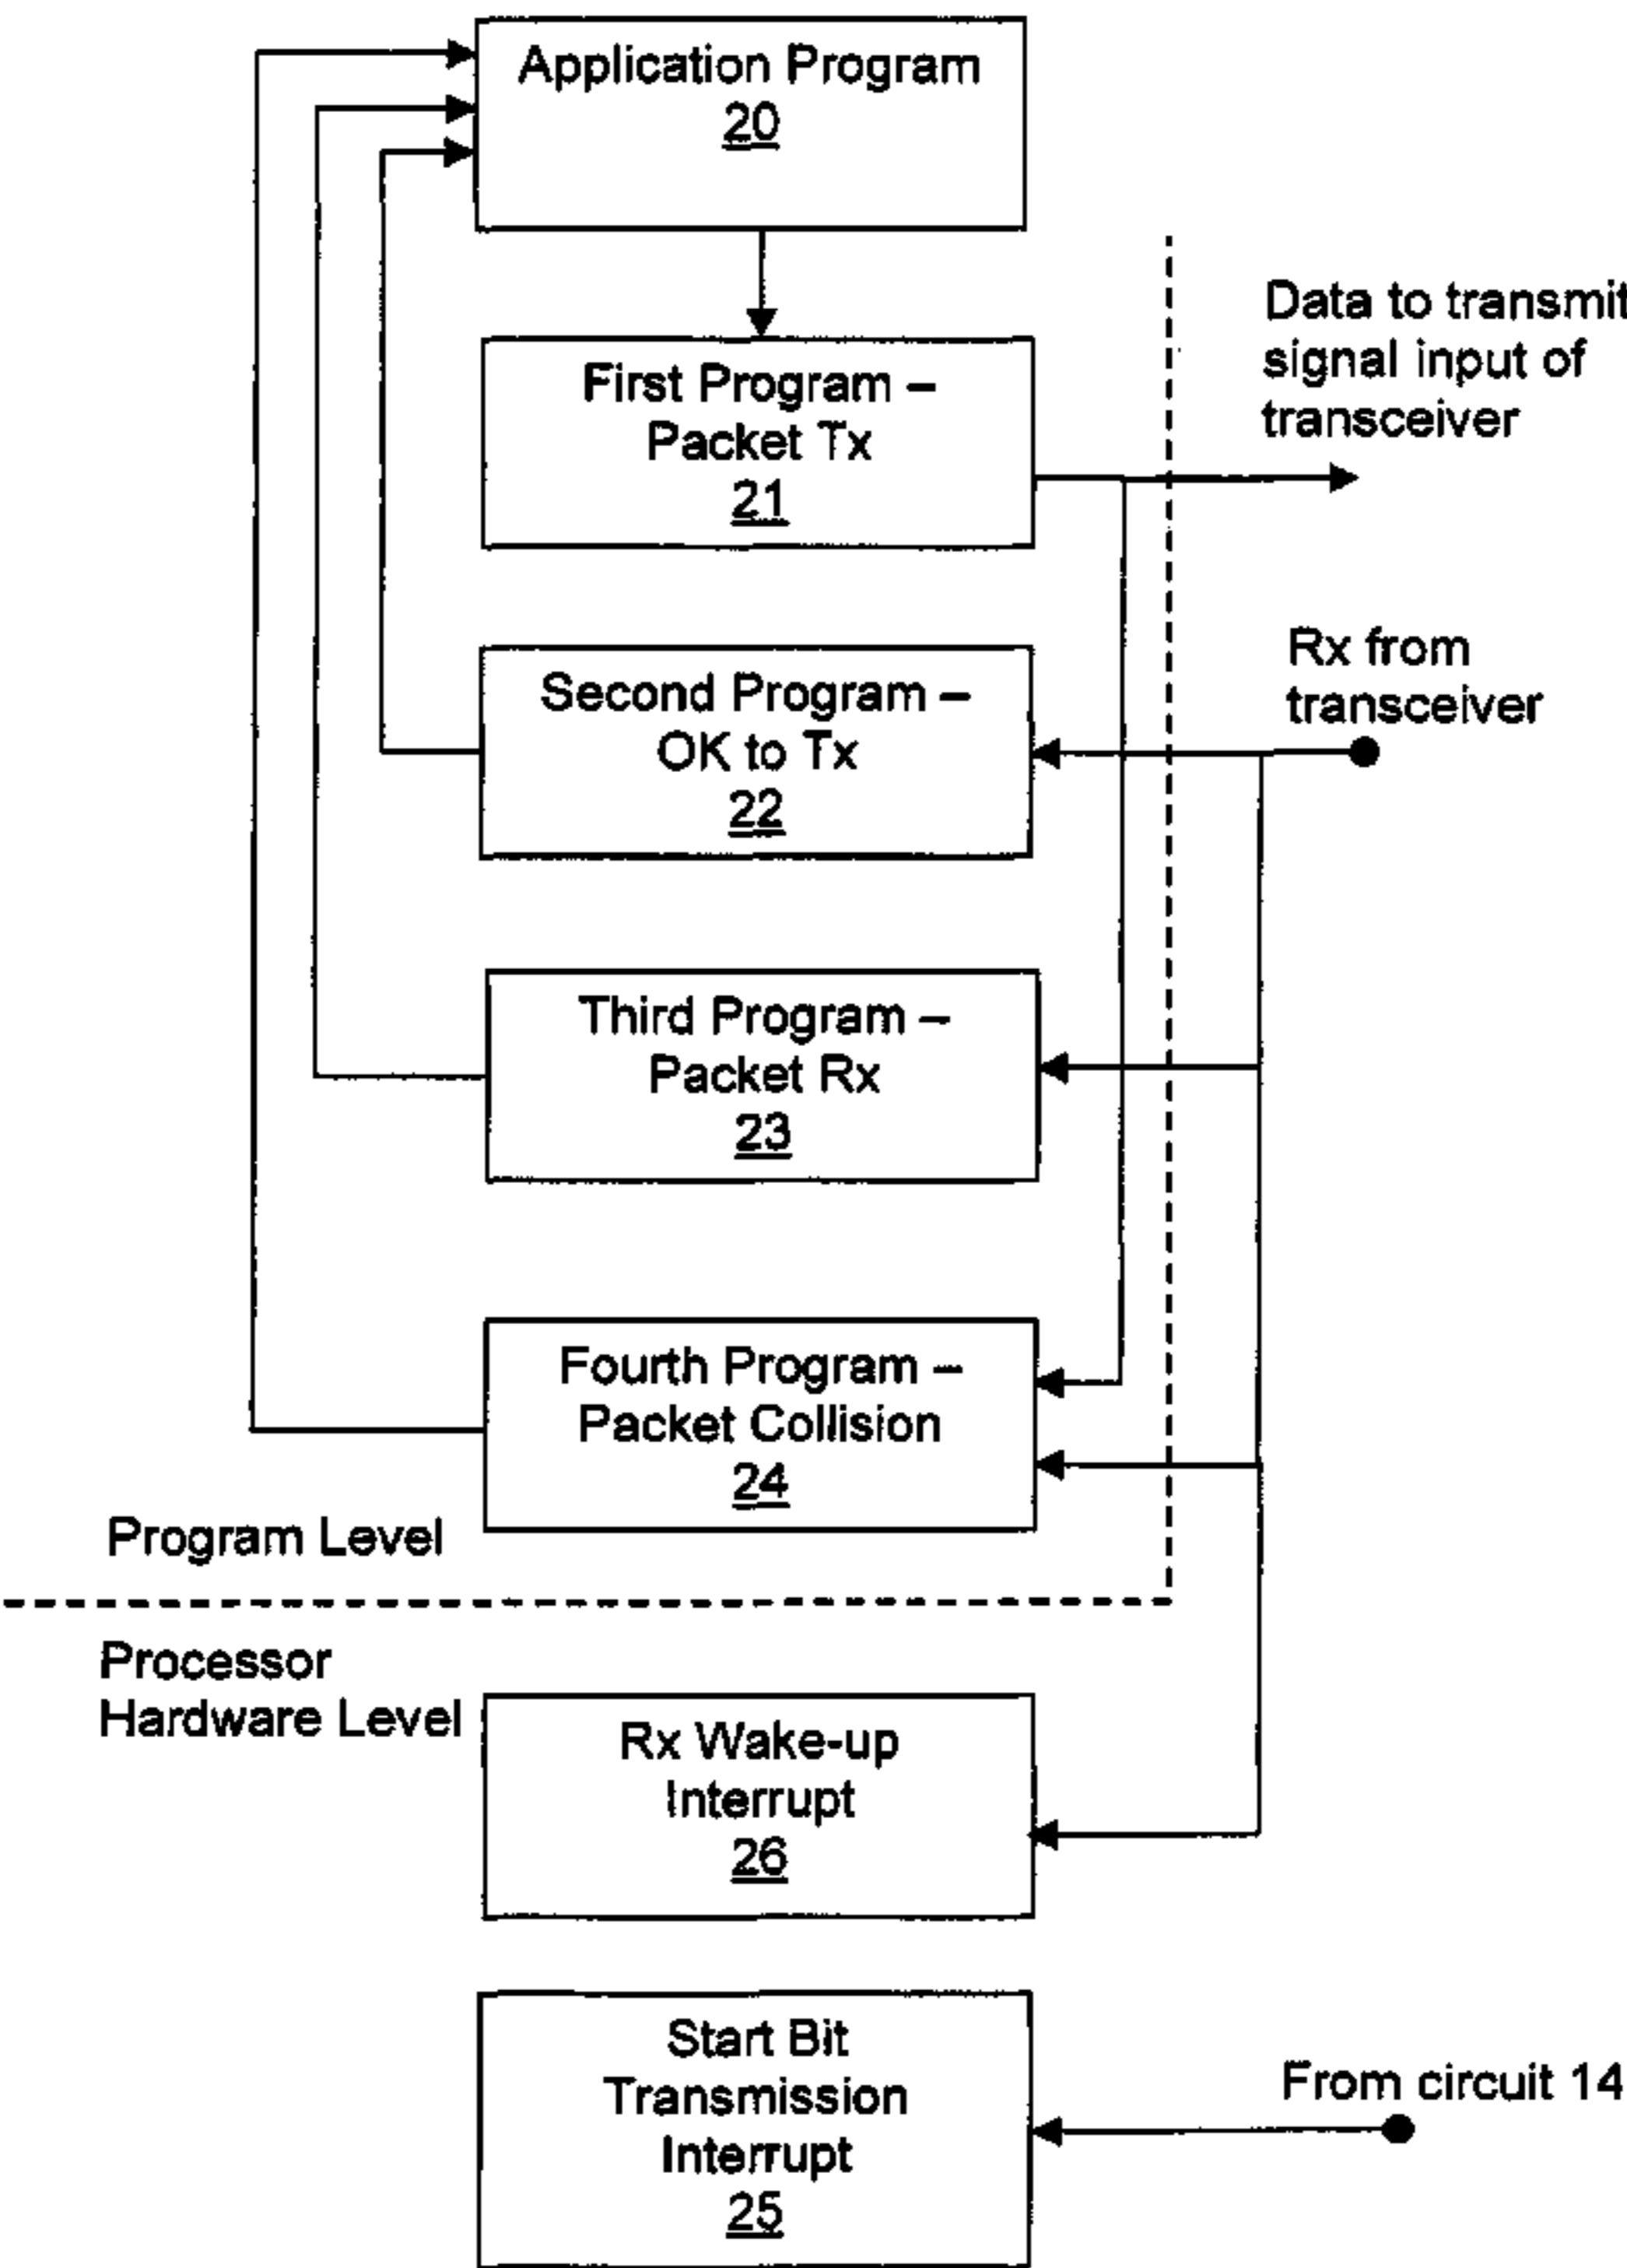 Application Program
20
First Program –
Packet Tx
21
Data to transmit
signal input of
transceiver
Second Program –
OK to Tx
22
Rx from
transceiver
Third Program –
Packet Rx
23
Fourth Program –
Packet Collision
24
Program Level
Processor
Hardware Level
Rx Wake-up
Interrupt
26
Start Bit
Transmission
Interrupt
25
From circuit 14